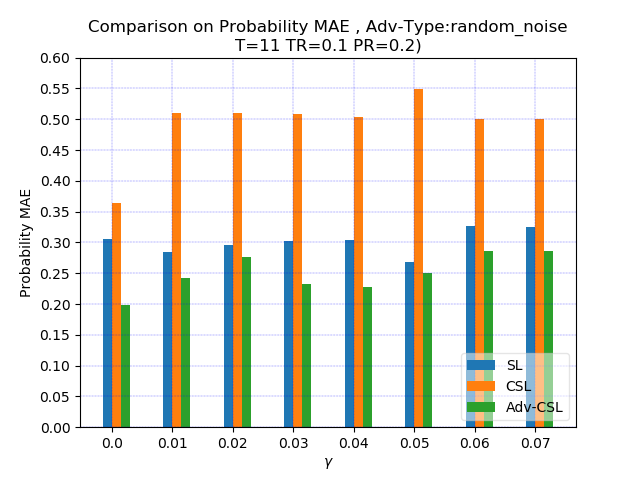 Comparison on Probability MAE , Adv-Type:random_noise
T=11 TR=0.1 PR=0.2)
0.60
0.55
0.50
0.45
0.40
0.35
0.30
0.25
0.20
0.15
0.10
0.05
0.00
Probability MAE
SL
CSL
Adv-CSL
0.0 0.01 0.02 0.03 0.04 0.05 0.06 0.07
γ